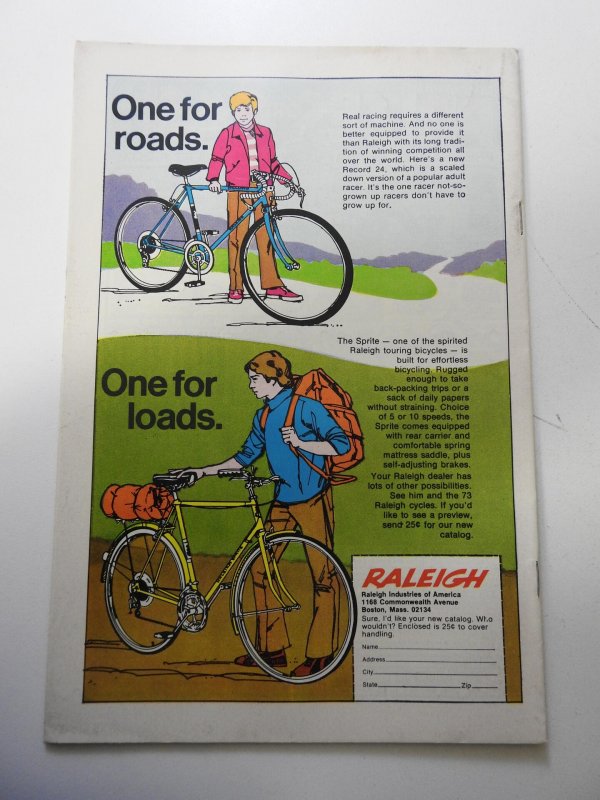 One for
roads.
Real racing requires a different
sort of machine. And no one is
better equipped to provide it
than Raleigh with its long tradi-
tion of winning competition all
over the world. Here's a new
Record 24, which is a scaled
down version of a popular adult
racer. It's the one racer not-so-
grown up racers don't have to
grow up for.
The Sprite — one of the spirited
Raleigh touring bicycles — is
built for effortless
bicycling. Rugged
enough to take
back-packing trips or a
sack of daily papers
without straining. Choice
of 5 or 10 speeds, the
Sprite comes equipped
with rear carrier and
comfortable spring
mattress saddle, plus
self-adjusting brakes.
Your Raleigh dealer has
lots of other possibilities.
See him and the 73
Raleigh cycles. If you'd
like to see a preview,
send 25¢ for our new
catalog.
One for
loads.
RALEIGH
Raleigh Industries of America
1168 Commonwealth Avenue
Boston, Mass. 02134
Sure, I'd like your new catalog. Who
wouldn't? Enclosed is 25¢ to cover
handling.
Name
Address
City
State Zip